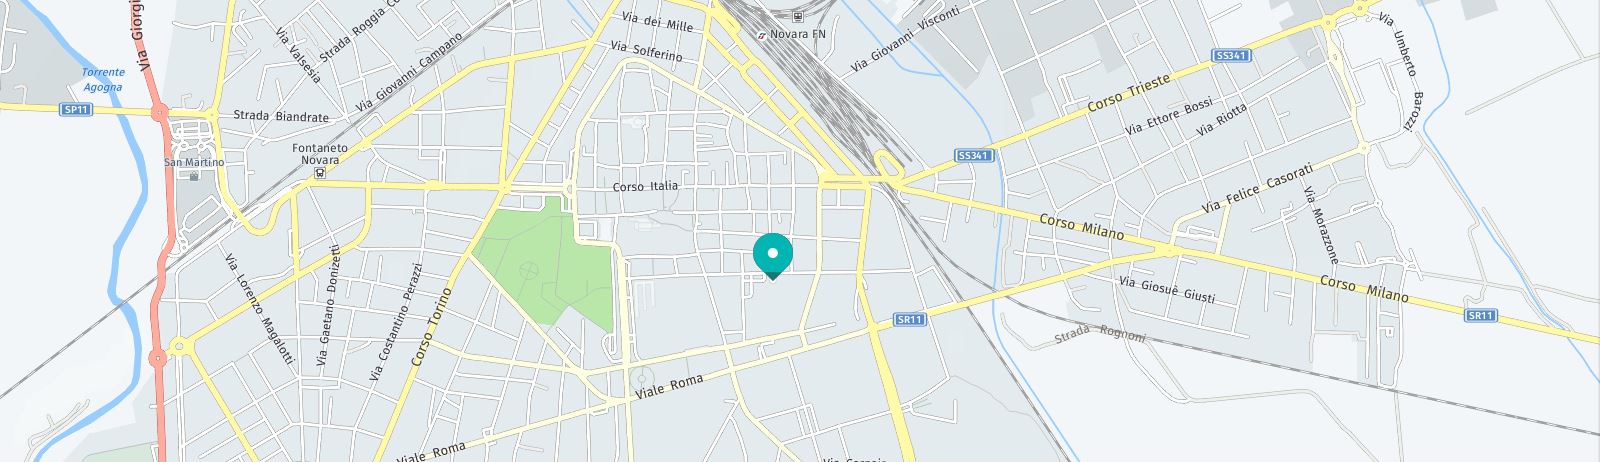 Via Giorgi
Via Valsesia
Strada Roggia Co
Via dei Mille
Via Solferino
Via Giovanni Campano
Novara FN
Via Giovanni Visconti
SS341
Via Umberto Barozzi
Torrente
Agogna
SP11
Strada Biandrate
Corso Trieste
Via Ettore Bossi
Via Riotta
Fontaneto
Novara
San Martino
SS341
Corso Italia
Via Felice Casorati
Via Morazzone
Corso Milano
Via Lorenzo Magalotti
Via Gaetano Donizetti
Via Costantino Perazzi
Corso Torino
Via Giosuè Giusti
Corso Milano
SR11
SR11
Strada Rognoni
Viale Roma
Viale Roma